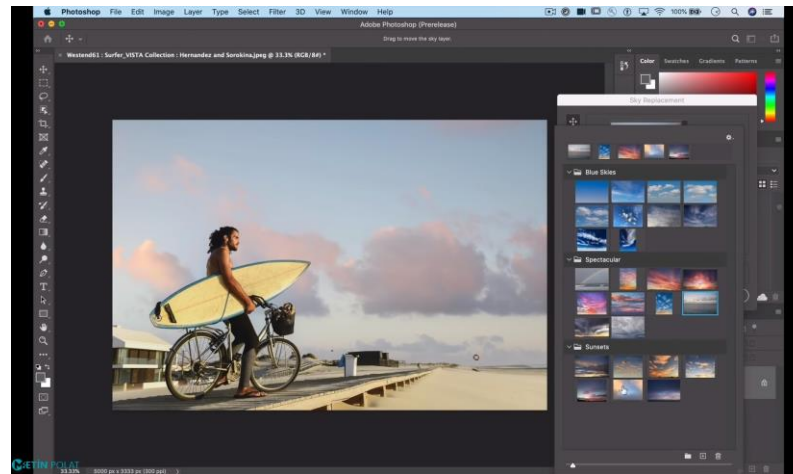 Photoshop File Edit Image Layer Type Select Filter 3D View Window Help 100%
Adobe Photoshop (Prerelease)
Drag to move the sky layer.
× Westend61 : Surfer_VISTA Collection : Hernandez and Sorokina.jpeg @ 33.3% (RGB/8#) *
Color Swatches Gradients Patterns
Sky Replacement
Blue Skies
Spectacular
Sunsets
METİN POLAT
33.33% 5000 px x 3333 px (300 ppi)